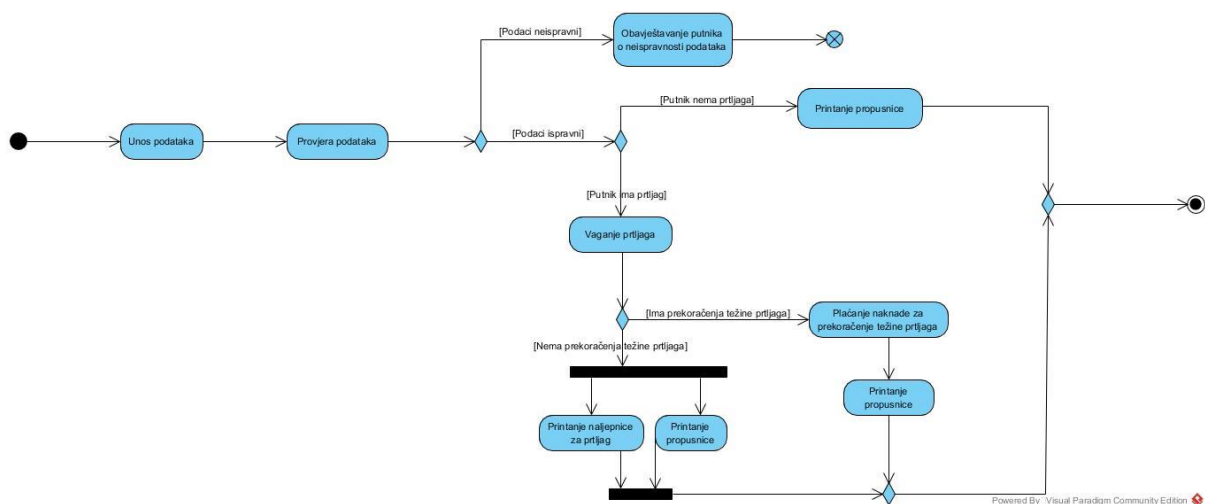 [Podaci neispravni]
Obavještavanje putnika
o neispravnosti podataka
[Putnik nema prtljaga]
Printanje propusnice
Unos podataka
Provjera podataka
[Podaci ispravni]
[Putnik ima prtljag]
Vaganje prtljaga
[Ima prekoračenja težine prtljaga]
Plaćanje naknade za
prekoračenje težine prtljaga
[Nema prekoračenja težine prtljaga]
Printanje
propusnice
Printanje naljepnice
za prtljag
Printanje
propusnice
Powered By Visual Paradigm Community Edition